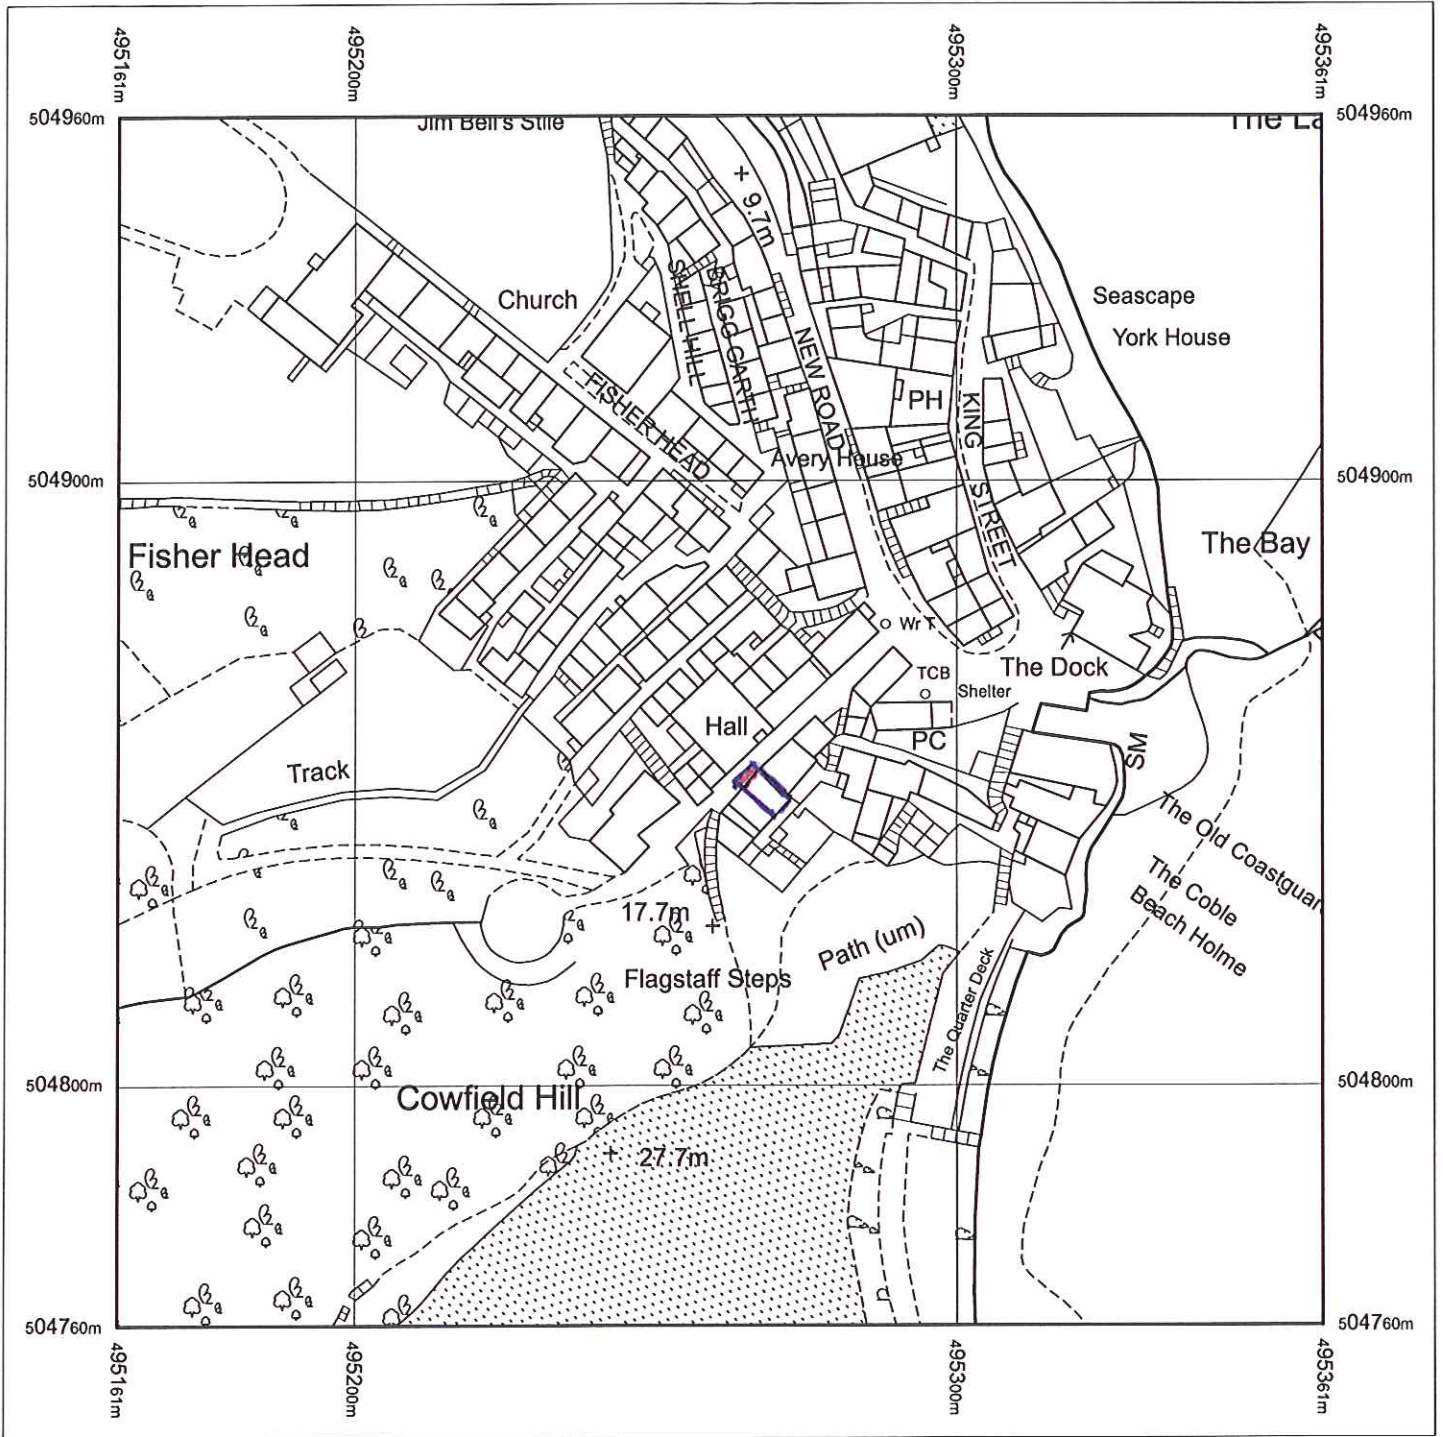 495161m
495200m
495300m
495361m
504960m
504960m
Jim Bell's Stile
The La
9.7m
Church
SNELL HILL
BRIGG GARTH
NEW ROAD
Seascape
York House
FISHER HEAD
PH
KING STREET
Avery House
504900m
504900m
Fisher Head
The Bay
Wr T
The Dock
TCB
Shelter
Hall
PC
SM
Track
The Old Coastguar
The Coble
Beach Holme
17.7m
Path (um)
Flagstaff Steps
The Quarter Deck
504800m
504800m
Cowfield Hill
27.7m
504760m
504760m
495161m
495200m
495300m
495361m